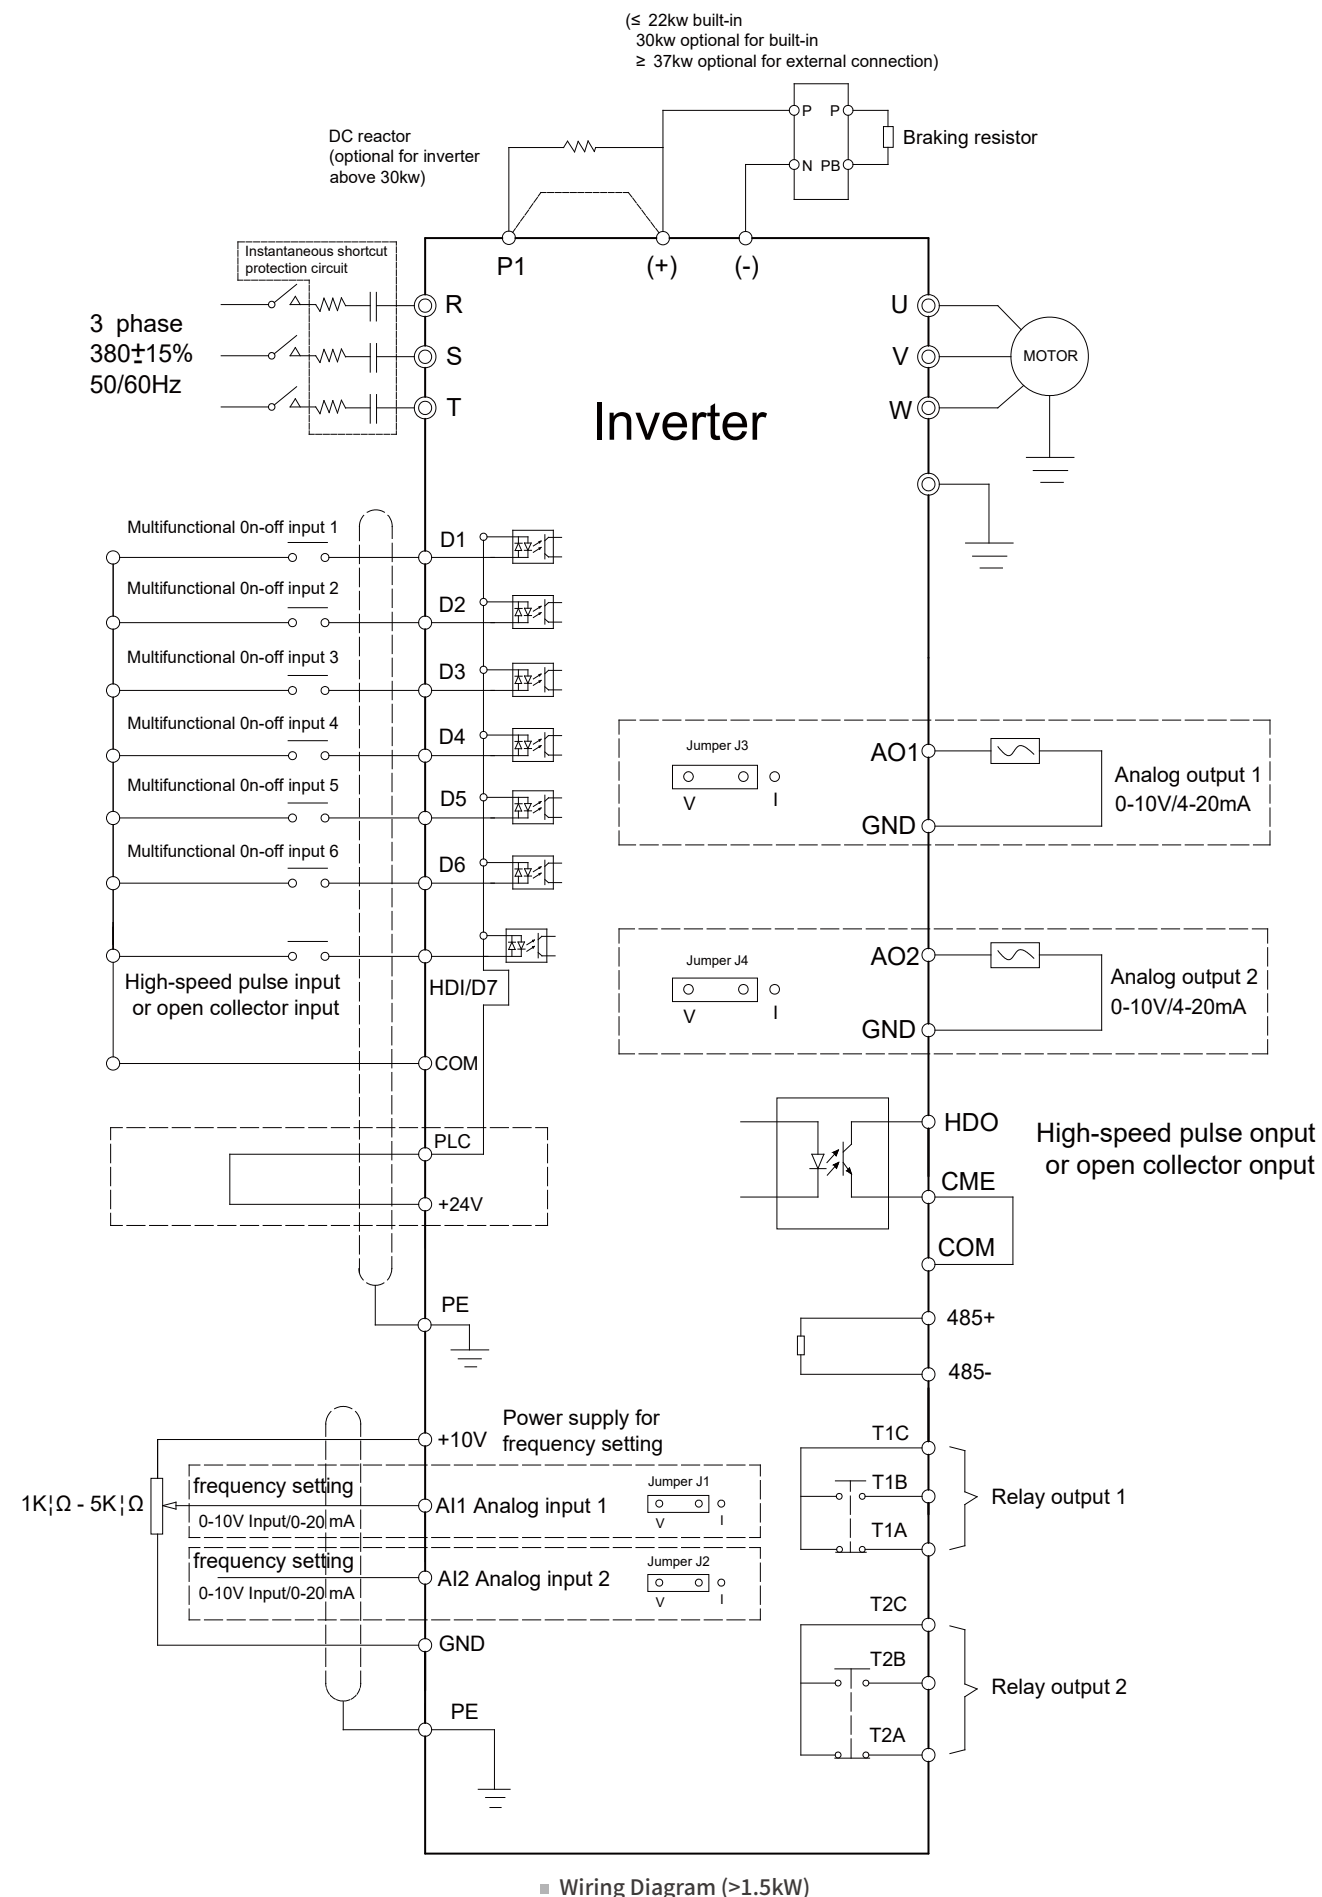 (≤ 22kw built-in
30kw optional for built-in
≥ 37kw optional for external connection)
DC reactor
(optional for inverter
above 30kw)
P P
N PB
Braking resistor
Instantaneous shortcut
protection circuit
P1 (+) (-)
3 phase
380±15%
50/60Hz
R
S
T
Inverter
U
V
W
MOTOR
Multifunctional 0n-off input 1
D1
Multifunctional 0n-off input 2
D2
Multifunctional 0n-off input 3
D3
Multifunctional 0n-off input 4
D4
Multifunctional 0n-off input 5
D5
Multifunctional 0n-off input 6
D6
High-speed pulse input
or open collector input
HDI/D7
COM
PLC
+24V
PE
Jumper J3
V I
AO1
GND
Analog output 1
0-10V/4-20mA
Jumper J4
V I
AO2
GND
Analog output 2
0-10V/4-20mA
HDO
CME
COM
High-speed pulse onput
or open collector onput
485+
485-
+10V
Power supply for
frequency setting
1K¦Ω - 5K¦Ω
frequency setting
0-10V Input/0-20 mA
AI1 Analog input 1
Jumper J1
V I
frequency setting
0-10V Input/0-20 mA
AI2 Analog input 2
Jumper J2
V I
GND
PE
T1C
T1B
T1A
Relay output 1
T2C
T2B
T2A
Relay output 2
Wiring Diagram (>1.5kW)